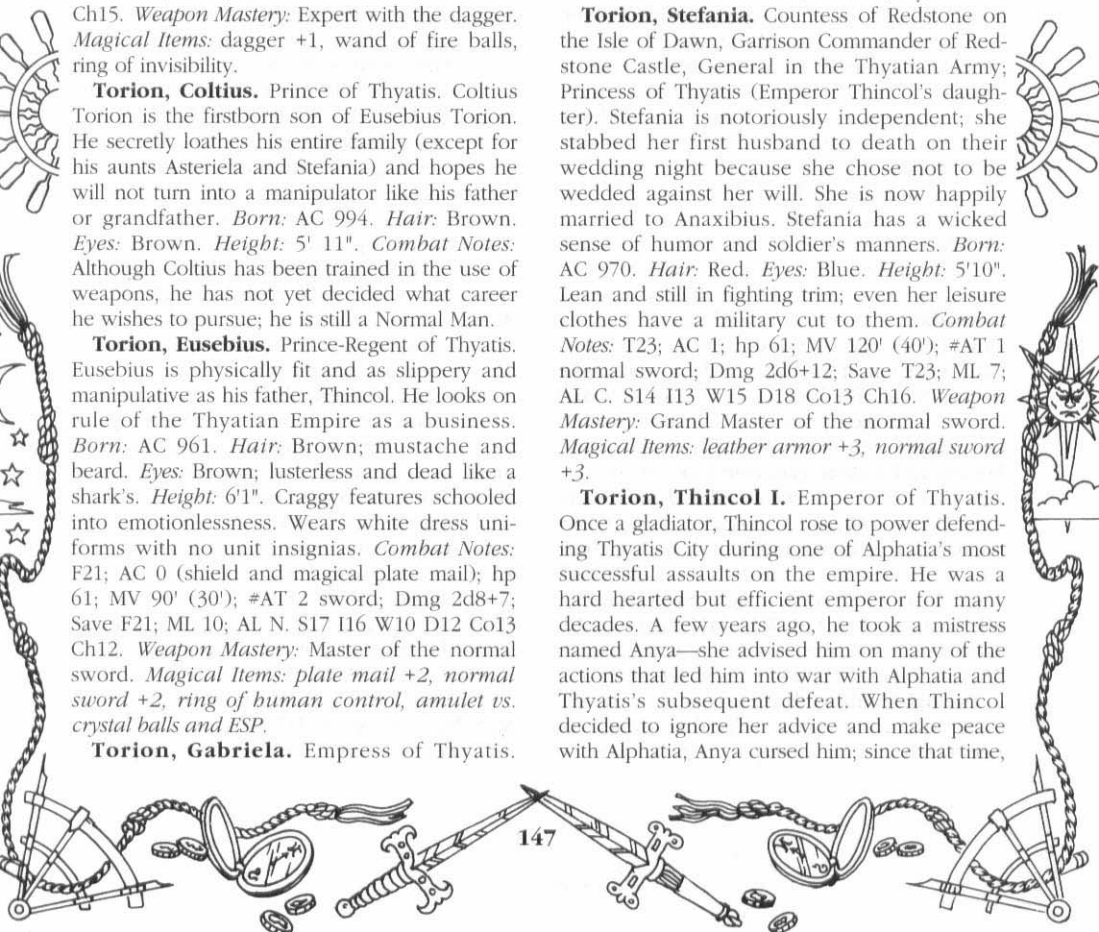 Ch15. Weapon Mastery: Expert with the dagger.
Magical Items: dagger +1, wand of fire balls,
ring of invisibility.
Torion, Coltius. Prince of Thyatis. Coltius
Torion is the firstborn son of Eusebius Torion.
He secretly loathes his entire family (except for
his aunts Asteriela and Stefania) and hopes he
will not turn into a manipulator like his father
or grandfather. Born: AC 994. Hair: Brown.
Eyes: Brown. Height: 5' 11". Combat Notes:
Although Coltius has been trained in the use of
weapons, he has not yet decided what career
he wishes to pursue; he is still a Normal Man.
Torion, Eusebius. Prince-Regent of Thyatis.
Eusebius is physically fit and as slippery and
manipulative as his father, Thincol. He looks on
rule of the Thyatian Empire as a business.
Born: AC 961. Hair: Brown; mustache and
beard. Eyes: Brown; lusterless and dead like a
shark's. Height: 6'1". Craggy features schooled
into emotionlessness. Wears white dress uni-
forms with no unit insignias. Combat Notes:
F21; AC 0 (shield and magical plate mail); hp
61; MV 90' (30'); #AT 2 sword; Dmg 2d8+7;
Save F21; ML 10; AL N. S17 I16 W10 D12 Co13
Ch12. Weapon Mastery: Master of the normal
sword. Magical Items: plate mail +2, normal
sword +2, ring of human control, amulet vs.
crystal balls and ESP.
Torion, Gabriela. Empress of Thyatis.
Torion, Stefania. Countess of Redstone on
the Isle of Dawn, Garrison Commander of Red-
stone Castle, General in the Thyatian Army;
Princess of Thyatis (Emperor Thincol's daugh-
ter). Stefania is notoriously independent; she
stabbed her first husband to death on their
wedding night because she chose not to be
wedded against her will. She is now happily
married to Anaxibius. Stefania has a wicked
sense of humor and soldier's manners. Born:
AC 970. Hair: Red. Eyes: Blue. Height: 5'10".
Lean and still in fighting trim; even her leisure
clothes have a military cut to them. Combat
Notes: T23; AC 1; hp 61; MV 120' (40'); #AT 1
normal sword; Dmg 2d6+12; Save T23; ML 7;
AL C. S14 I13 W15 D18 Co13 Ch16. Weapon
Mastery: Grand Master of the normal sword.
Magical Items: leather armor +3, normal sword
+3.
Torion, Thincol I. Emperor of Thyatis.
Once a gladiator, Thincol rose to power defend-
ing Thyatis City during one of Alphatia's most
successful assaults on the empire. He was a
hard hearted but efficient emperor for many
decades. A few years ago, he took a mistress
named Anya—she advised him on many of the
actions that led him into war with Alphatia and
Thyatis's subsequent defeat. When Thincol
decided to ignore her advice and make peace
with Alphatia, Anya cursed him; since that time,
147